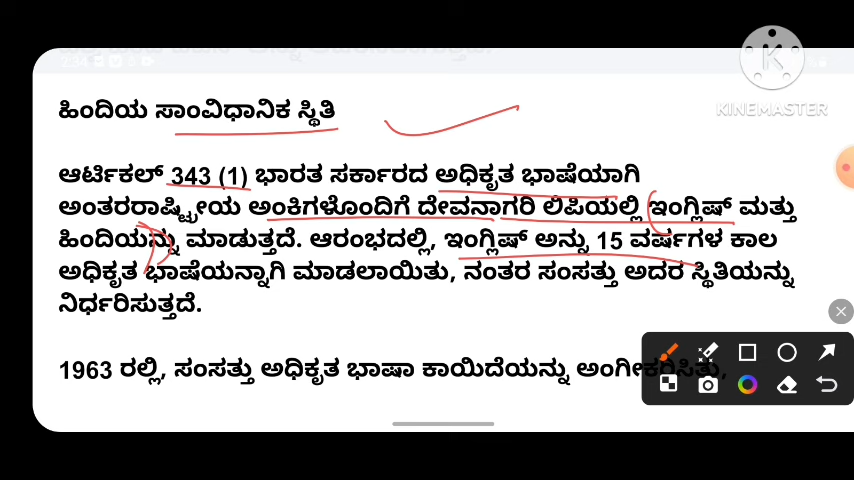 2:34
KINEMASTER
ಹಿಂದಿಯ ಸಾಂವಿಧಾನಿಕ ಸ್ಥಿತಿ
ಆರ್ಟಿಕಲ್ 343 (1) ಭಾರತ ಸರ್ಕಾರದ ಅಧಿಕೃತ ಭಾಷೆಯಾಗಿ
ಅಂತರರಾಷ್ಟ್ರೀಯ ಅಂಕಿಗಳೊಂದಿಗೆ ದೇವನಾಗರಿ ಲಿಪಿಯಲ್ಲಿ ಇಂಗ್ಲಿಷ್ ಮತ್ತು
ಹಿಂದಿಯನ್ನು ಮಾಡುತ್ತದೆ. ಆರಂಭದಲ್ಲಿ, ಇಂಗ್ಲಿಷ್ ಅನ್ನು 15 ವರ್ಷಗಳ ಕಾಲ
ಅಧಿಕೃತ ಭಾಷೆಯನ್ನಾಗಿ ಮಾಡಲಾಯಿತು, ನಂತರ ಸಂಸತ್ತು ಅದರ ಸ್ಥಿತಿಯನ್ನು
ನಿರ್ಧರಿಸುತ್ತದೆ.
1963 ರಲ್ಲಿ, ಸಂಸತ್ತು ಅಧಿಕೃತ ಭಾಷಾ ಕಾಯಿದೆಯನ್ನು ಅಂಗೀಕರಿಸಿತು,